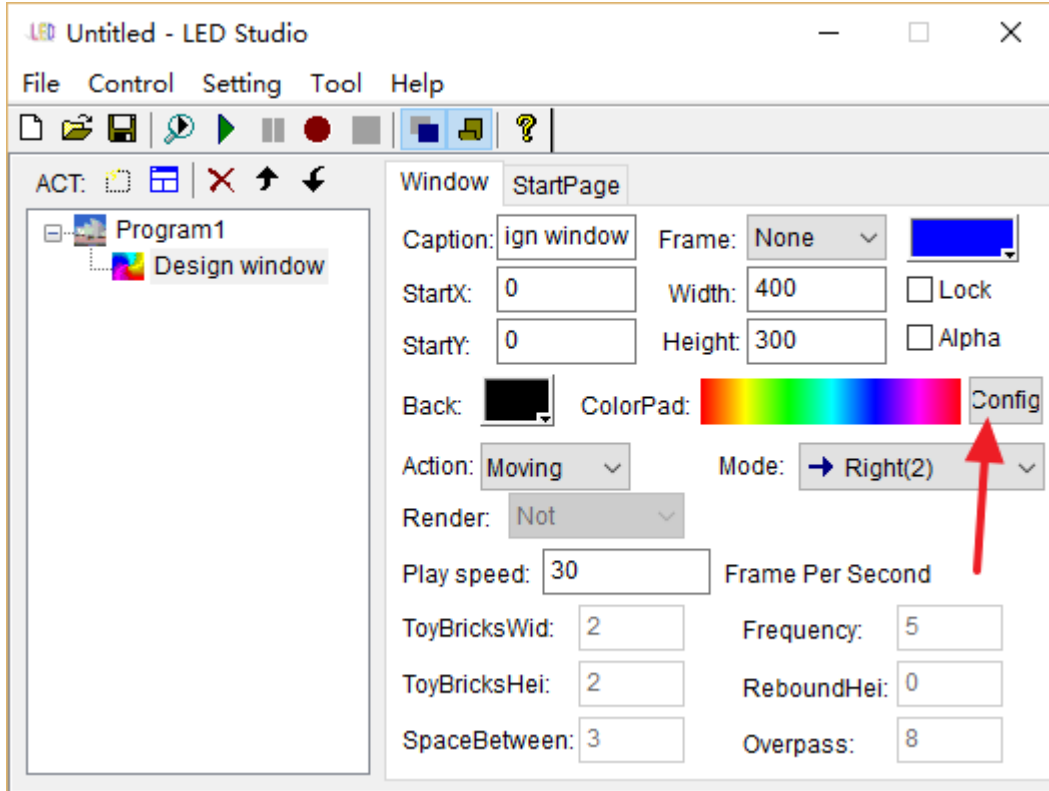 Untitled - LED Studio
File Control Setting Tool Help
ACT:
Program1
Design window
Window StartPage
Caption: ign window Frame: None
StartX: 0 Width: 400 Lock
StartY: 0 Height: 300 Alpha
Back: ColorPad: Config
Action: Moving Mode: Right(2)
Render: Not
Play speed: 30 Frame Per Second
ToyBricksWid: 2 Frequency: 5
ToyBricksHei: 2 ReboundHei: 0
SpaceBetween: 3 Overpass: 8